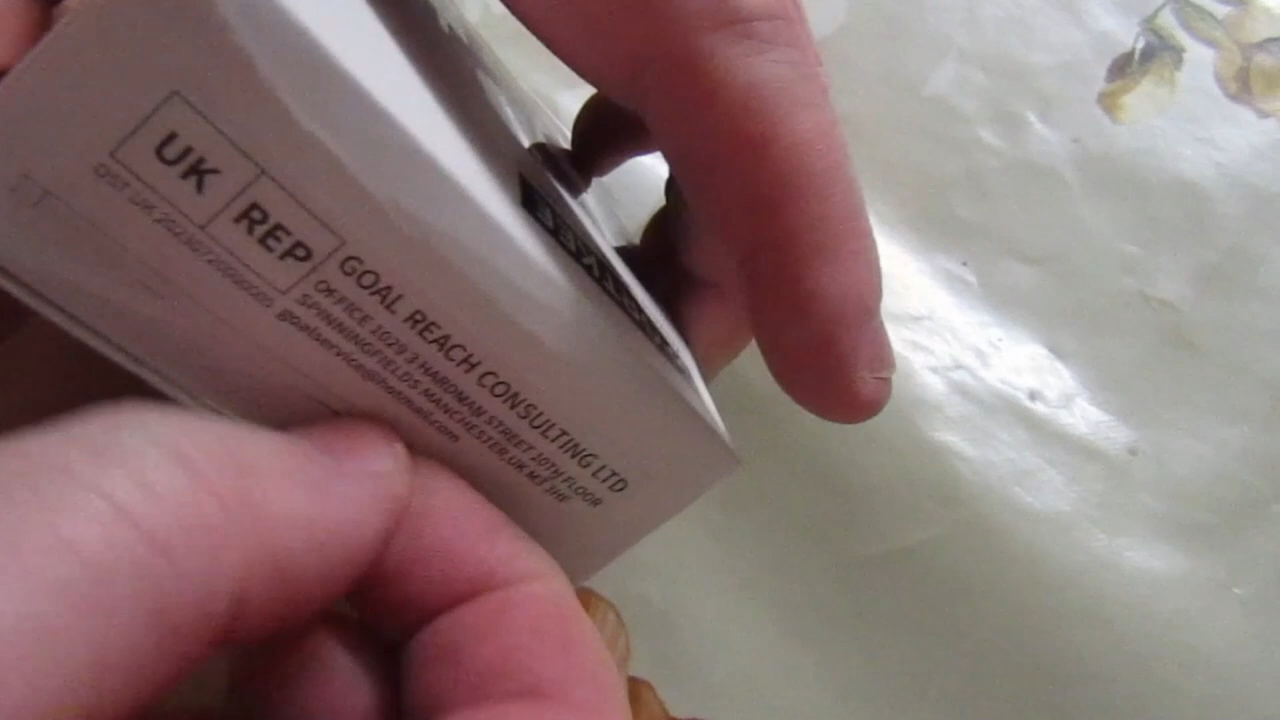 UK REP
GOAL REACH CONSULTING LTD
OFFICE 1029 3 HARDMAN STREET 10TH FLOOR
SPINNINGFIELDS MANCHESTER,UK M3 3HF
goalservice@hotmail.com